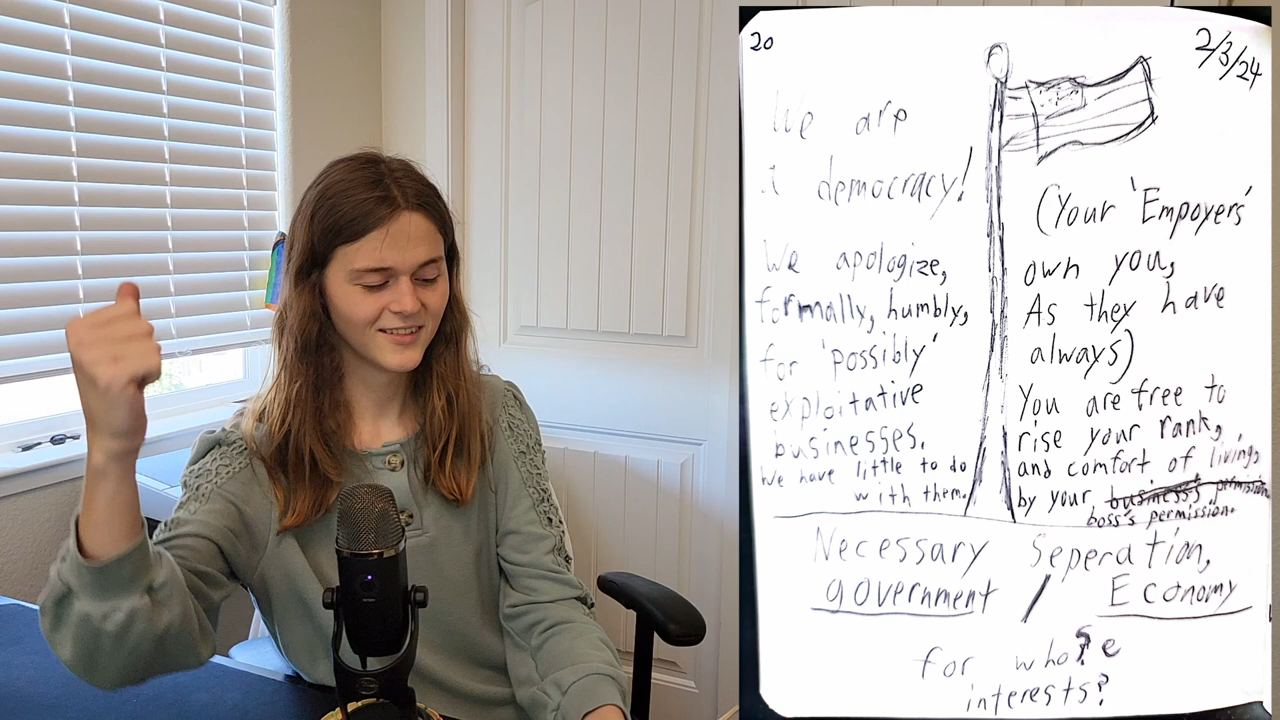 20
2/3/24
We are
a democracy!
We apologize,
formally, humbly,
for 'possibly'
exploitative
businesses.
We have little to do
with them.
(Your 'Empoyers'
own you,
As they have
always)
You are free to
rise your rank,
and comfort of living,
by your business's permission.
boss's permission.
Necessary Seperation,
government / Economy
for whose
interests?